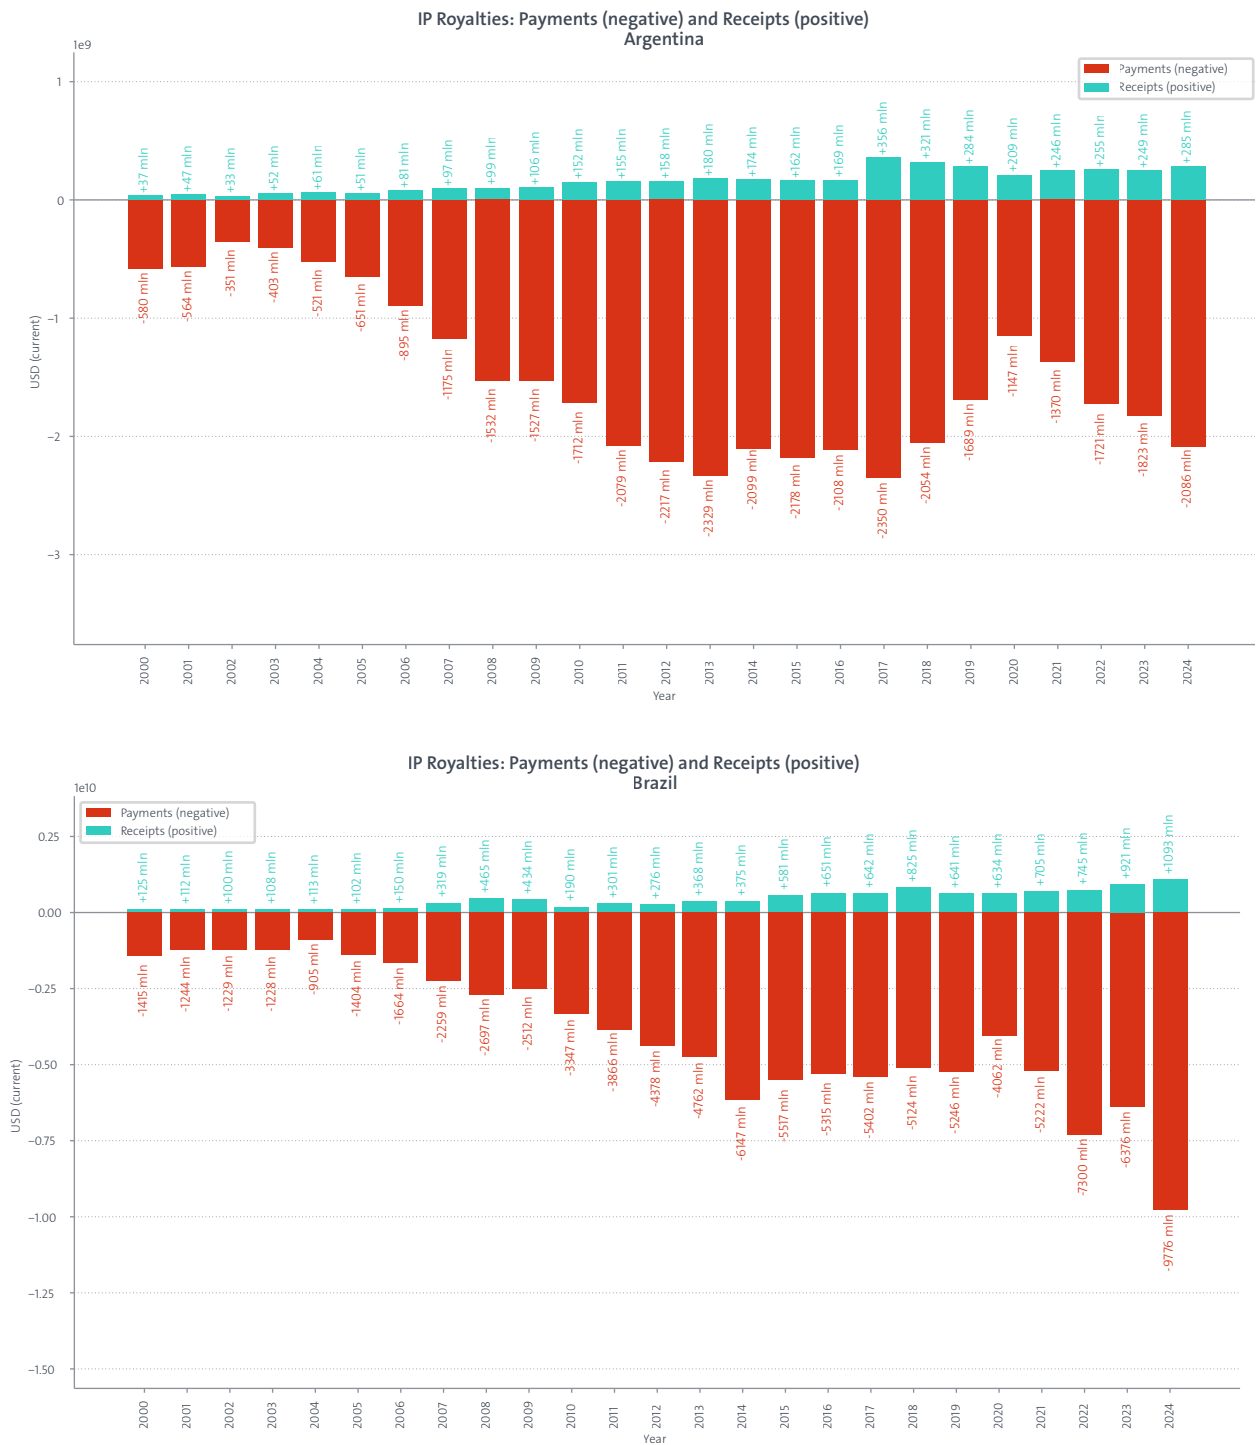 IP Royalties: Payments (negative) and Receipts (positive)
Argentina
1e9
Payments (negative)
Receipts (positive)
1
0
−1
−2
−3
USD (current)
+37 mln
+47 mln
+33 mln
+52 mln
+61 mln
+51 mln
+81 mln
+97 mln
+99 mln
+106 mln
+152 mln
+155 mln
+158 mln
+180 mln
+174 mln
+162 mln
+169 mln
+356 mln
+321 mln
+284 mln
+209 mln
+246 mln
+255 mln
+249 mln
+285 mln
-580 mln
-564 mln
-351 mln
-403 mln
-521 mln
-651 mln
-895 mln
-1175 mln
-1532 mln
-1527 mln
-1712 mln
-2079 mln
-2217 mln
-2329 mln
-2099 mln
-2178 mln
-2108 mln
-2350 mln
-2054 mln
-1689 mln
-1147 mln
-1370 mln
-1721 mln
-1823 mln
-2086 mln
2000
2001
2002
2003
2004
2005
2006
2007
2008
2009
2010
2011
2012
2013
2014
2015
2016
2017
2018
2019
2020
2021
2022
2023
2024
Year
IP Royalties: Payments (negative) and Receipts (positive)
Brazil
1e10
Payments (negative)
Receipts (positive)
0.25
0.00
−0.25
−0.50
−0.75
−1.00
−1.25
−1.50
USD (current)
+125 mln
+112 mln
+100 mln
+108 mln
+113 mln
+102 mln
+150 mln
+319 mln
+465 mln
+434 mln
+190 mln
+301 mln
+276 mln
+368 mln
+375 mln
+581 mln
+651 mln
+642 mln
+825 mln
+641 mln
+634 mln
+705 mln
+745 mln
+921 mln
+1093 mln
-1415 mln
-1244 mln
-1229 mln
-1228 mln
-905 mln
-1404 mln
-1664 mln
-2259 mln
-2697 mln
-2512 mln
-3347 mln
-3866 mln
-4378 mln
-4762 mln
-6147 mln
-5517 mln
-5315 mln
-5402 mln
-5124 mln
-5246 mln
-4062 mln
-5222 mln
-7300 mln
-6376 mln
-9776 mln
2000
2001
2002
2003
2004
2005
2006
2007
2008
2009
2010
2011
2012
2013
2014
2015
2016
2017
2018
2019
2020
2021
2022
2023
2024
Year